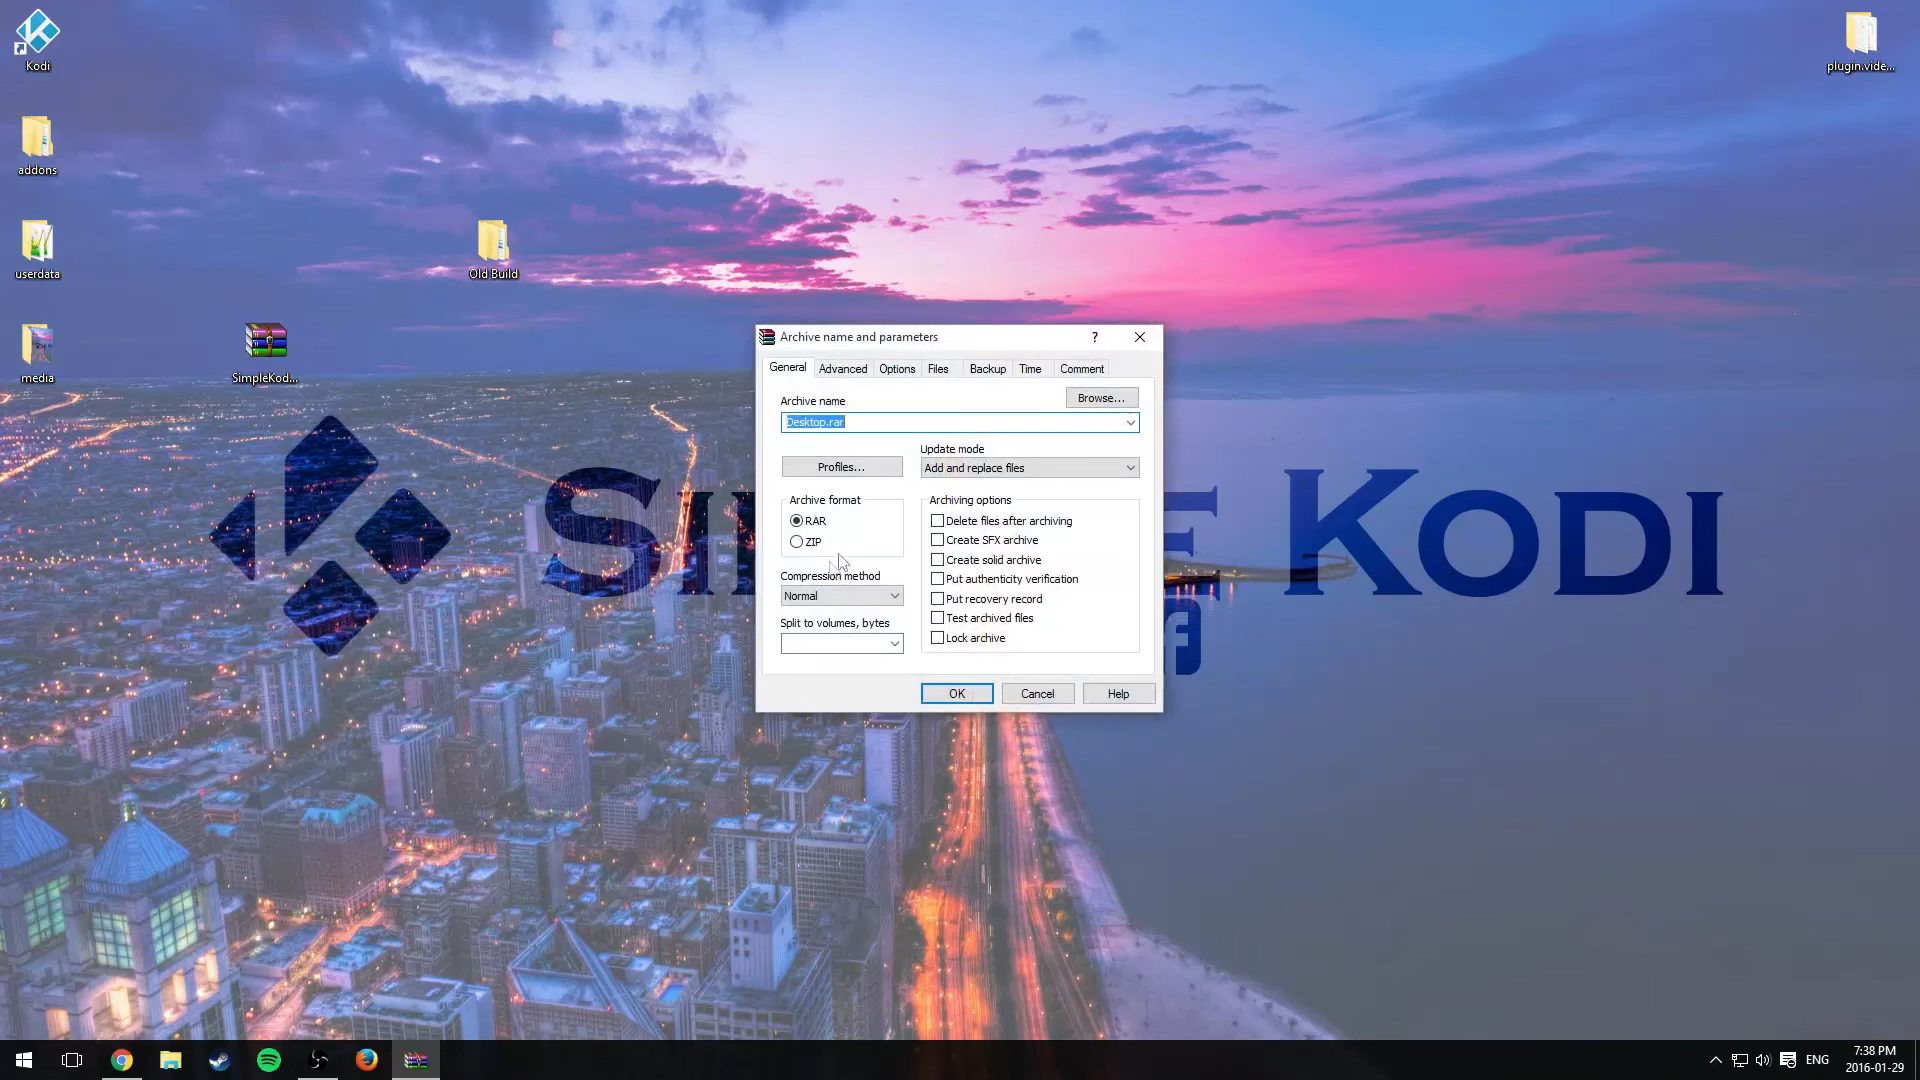 Kodi
plugin.vide...
addons
userdata
Old Build
media
SimpleKod...
Archive name and parameters
?
General
Advanced
Options
Files
Backup
Time
Comment
Archive name
Browse...
Desktop.rar
Profiles...
Update mode
Add and replace files
Archive format
RAR
ZIP
Compression method
Normal
Split to volumes, bytes
Archiving options
Delete files after archiving
Create SFX archive
Create solid archive
Put authenticity verification
Put recovery record
Test archived files
Lock archive
OK
Cancel
Help
KODI
ENG
7:38 PM
2016-01-29